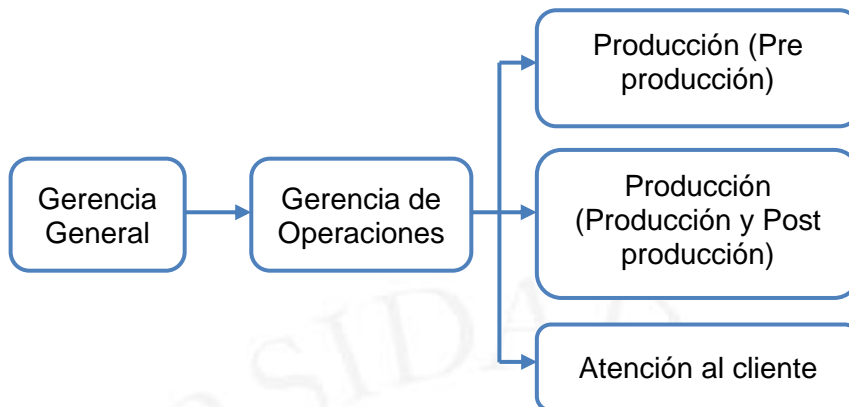 Producción (Pre
producción)
Gerencia
General
Gerencia de
Operaciones
Producción
(Producción y Post
producción)
Atención al cliente